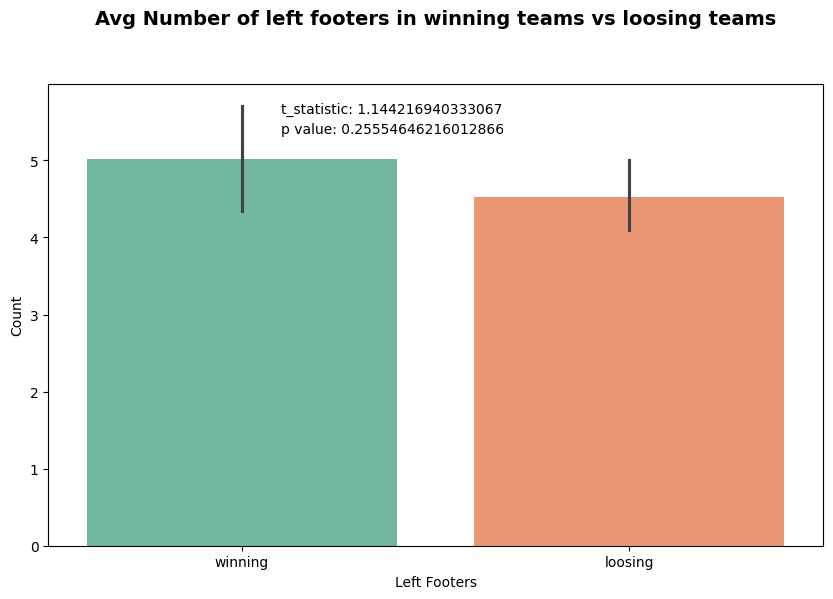 Avg Number of left footers in winning teams vs loosing teams
t_statistic: 1.144216940333067
p value: 0.25554646216012866
5
4
3
2
1
0
Count
winning loosing
Left Footers